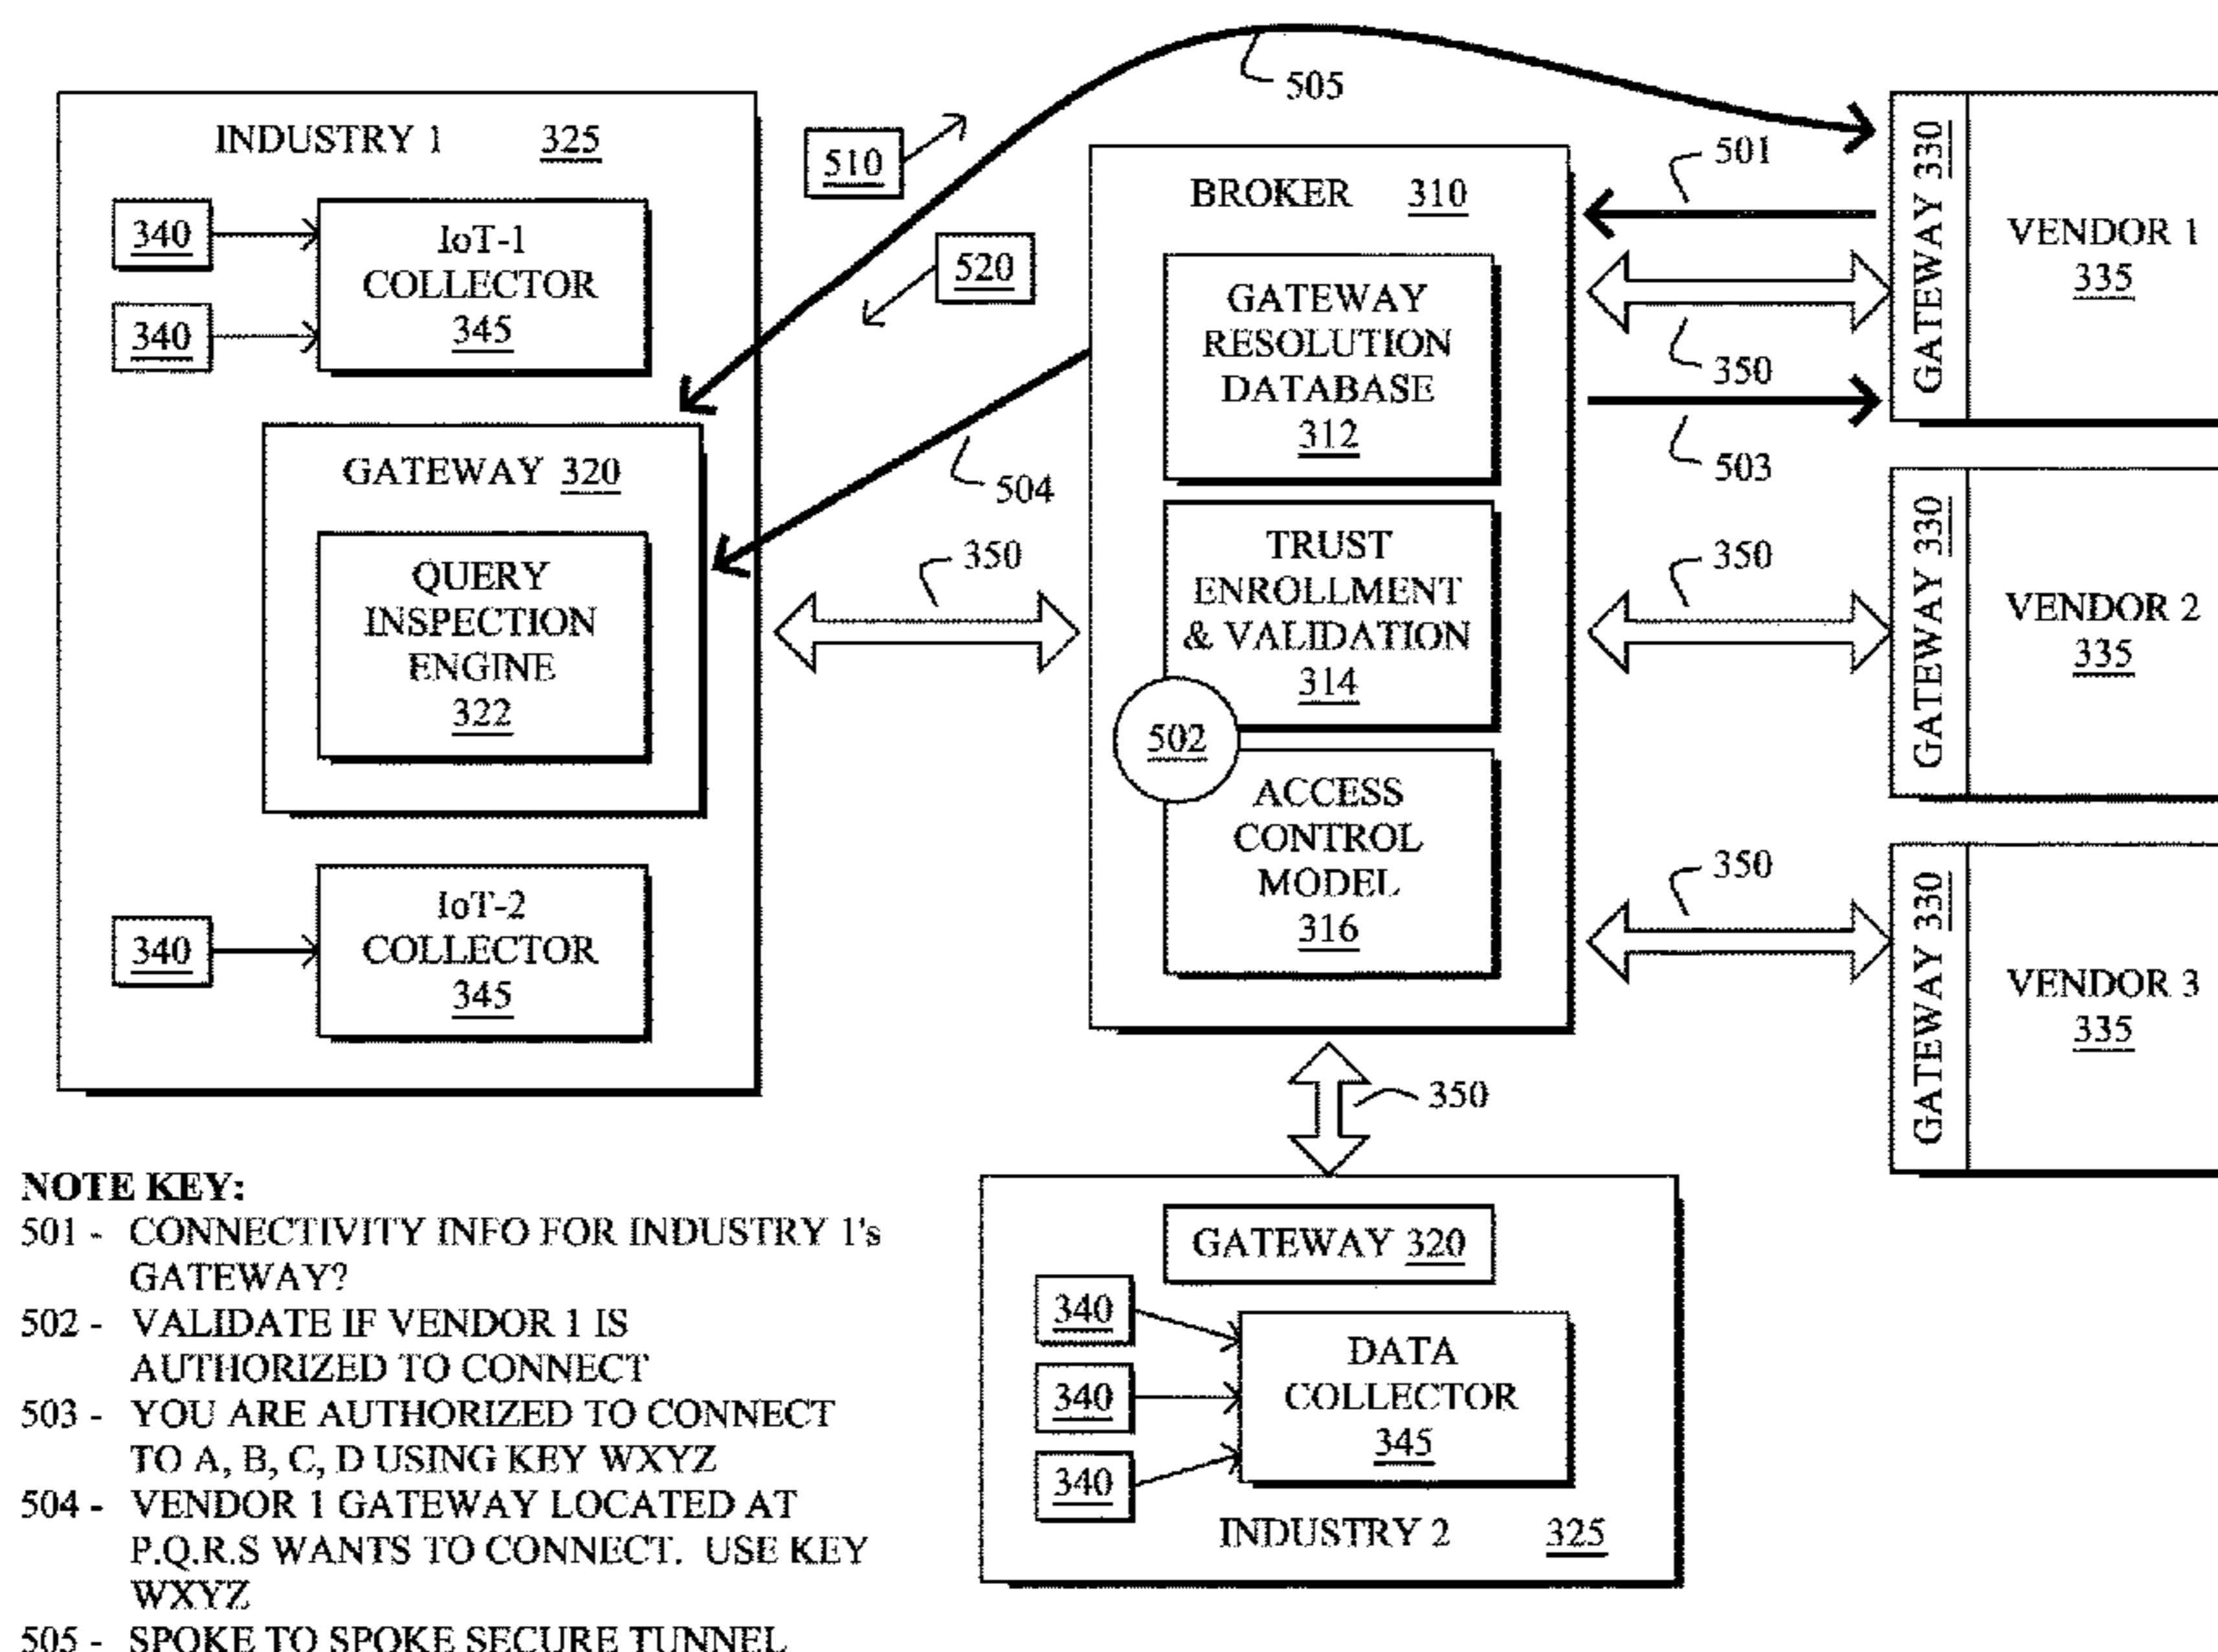 505
INDUSTRY 1 325
510
501
340
IoT-1
COLLECTOR
345
340
520
BROKER 310
GATEWAY
RESOLUTION
DATABASE
312
GATEWAY 330
VENDOR 1
335
350
503
GATEWAY 320
504
QUERY
INSPECTION
ENGINE
322
350
TRUST
ENROLLMENT
& VALIDATION
314
502
ACCESS
CONTROL
MODEL
316
350
GATEWAY 330
VENDOR 2
335
340
IoT-2
COLLECTOR
345
350
GATEWAY 330
VENDOR 3
335
350
GATEWAY 320
340
340
340
DATA
COLLECTOR
345
INDUSTRY 2 325
NOTE KEY:
501 - CONNECTIVITY INFO FOR INDUSTRY 1's
GATEWAY?
502 - VALIDATE IF VENDOR 1 IS
AUTHORIZED TO CONNECT
503 - YOU ARE AUTHORIZED TO CONNECT
TO A, B, C, D USING KEY WXYZ
504 - VENDOR 1 GATEWAY LOCATED AT
P.Q.R.S WANTS TO CONNECT. USE KEY
WXYZ
505 - SPOKE TO SPOKE SECURE TUNNEL